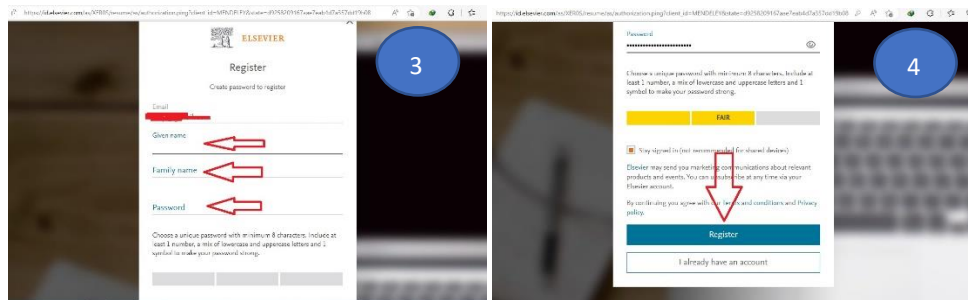 ELSEVIER
Register
Create password to register
Email
Given name
Family name
Password
Choose a unique password with minimum 8 characters. Include at
least 1 number, a mix of lowercase and uppercase letters and 1
symbol to make your password strong.
3
Password
Choose a unique password with minimum 8 characters. Include at
least 1 number, a mix of lowercase and uppercase letters and 1
symbol to make your password strong.
FAIR
Stay signed in (not recommended for shared devices)
Elsevier may send you marketing communications about relevant
products and events. You can unsubscribe at any time via your
Elsevier account.
By continuing you agree with our Terms and conditions and Privacy
policy.
Register
I already have an account
4